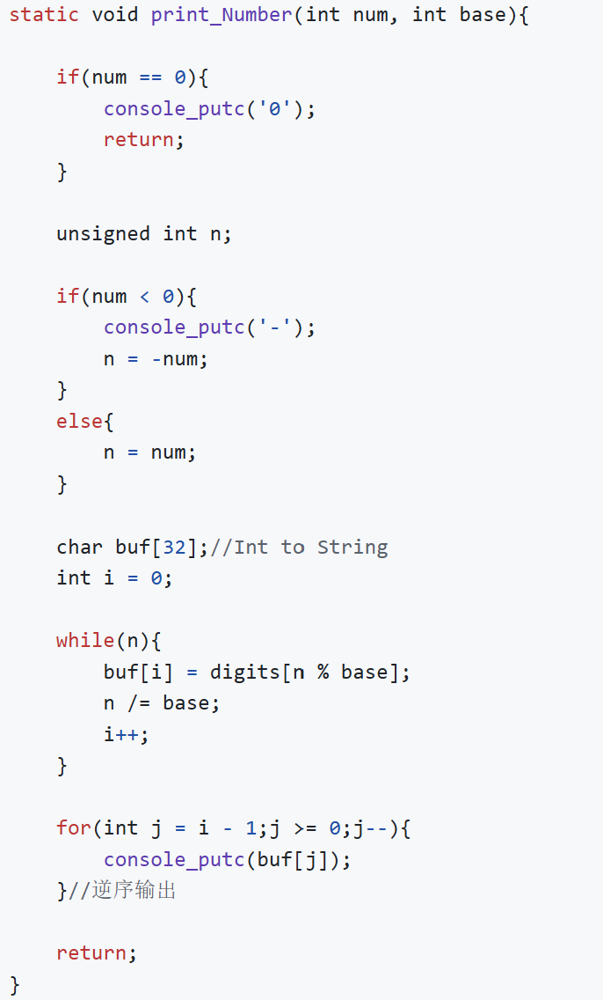 static void print_Number(int num, int base){
if(num == 0){
console_putc('0');
return;
}
unsigned int n;
if(num < 0){
console_putc('-');
n = -num;
}
else{
n = num;
}
char buf[32];//Int to String
int i = 0;
while(n){
buf[i] = digits[n % base];
n /= base;
i++;
}
for(int j = i - 1;j >= 0;j--){
console_putc(buf[j]);
}//逆序输出
return;
}